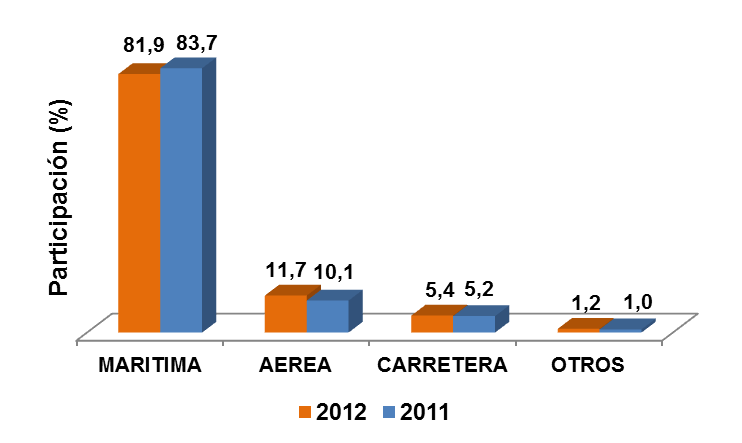 81,9 83,7
11,7 10,1
5,4 5,2
1,2 1,0
Participación (%)
MARITIMA AEREA CARRETERA OTROS
2012 2011